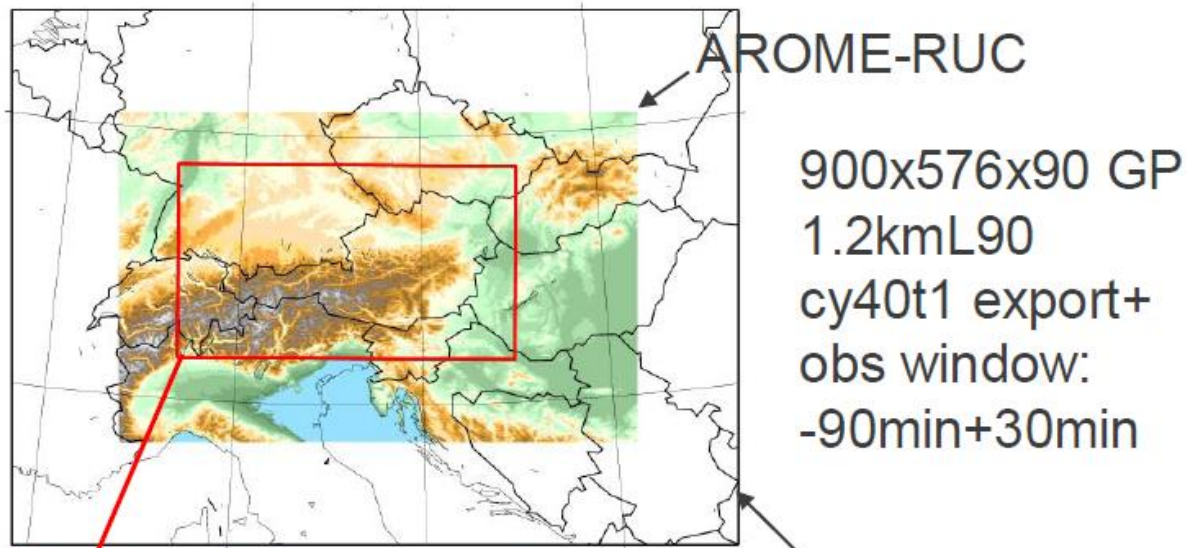 AROME-RUC
900x576x90 GP
1.2kmL90
cy40t1 export+
obs window:
-90min+30min